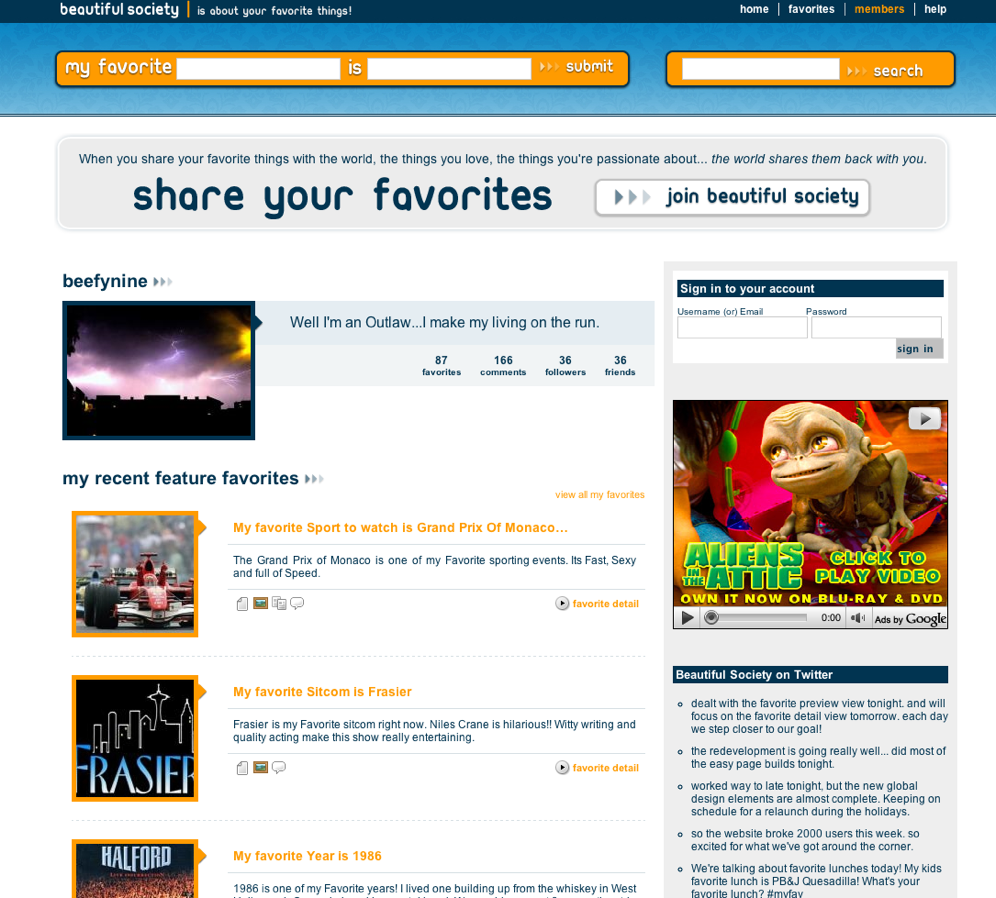 beautiful society | is about your favorite things!
home | favorites | members | help
my favorite is submit
search
When you share your favorite things with the world, the things you love, the things you're passionate about... the world shares them back with you.
share your favorites
join beautiful society
beefynine
Well I'm an Outlaw...I make my living on the run.
87 166 36 36
favorites comments followers friends
my recent feature favorites
view all my favorites
My favorite Sport to watch is Grand Prix Of Monaco...
The Grand Prix of Monaco is one of my Favorite sporting events. Its Fast, Sexy
and full of Speed.
favorite detail
FRASIER
My favorite Sitcom is Frasier
Frasier is my Favorite sitcom right now. Niles Crane is hilarious!! Witty writing and
quality acting make this show really entertaining.
favorite detail
HALFORD
LIVE INSURRECTION
My favorite Year is 1986
1986 is one of my Favorite years! I lived one building up from the whiskey in West
Sign in to your account
Username (or) Email Password
sign in
ALIENS
IN THE ATTIC
CLICK TO
PLAY VIDEO
OWN IT NOW ON BLU-RAY & DVD
0:00 Ads by Google
Beautiful Society on Twitter
dealt with the favorite preview view tonight. and will
focus on the favorite detail view tomorrow. each day
we step closer to our goal!
the redevelopment is going really well... did most of
the easy page builds tonight.
worked way to late tonight, but the new global
design elements are almost complete. Keeping on
schedule for a relaunch during the holidays.
so the website broke 2000 users this week. so
excited for what we've got around the corner.
We're talking about favorite lunches today! My kids
favorite lunch is PB&J Quesadilla! What's your
favorite lunch? #myfav